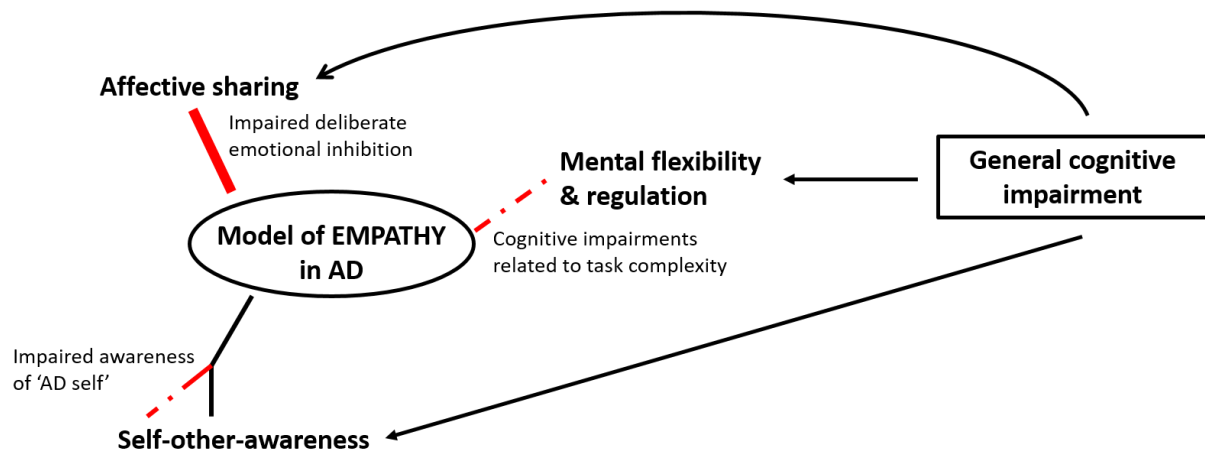 Affective sharing
Impaired deliberate
emotional inhibition
Mental flexibility
& regulation
General cognitive
impairment
Model of EMPATHY
in AD
Cognitive impairments
related to task complexity
Impaired awareness
of ‘AD self’
Self-other-awareness